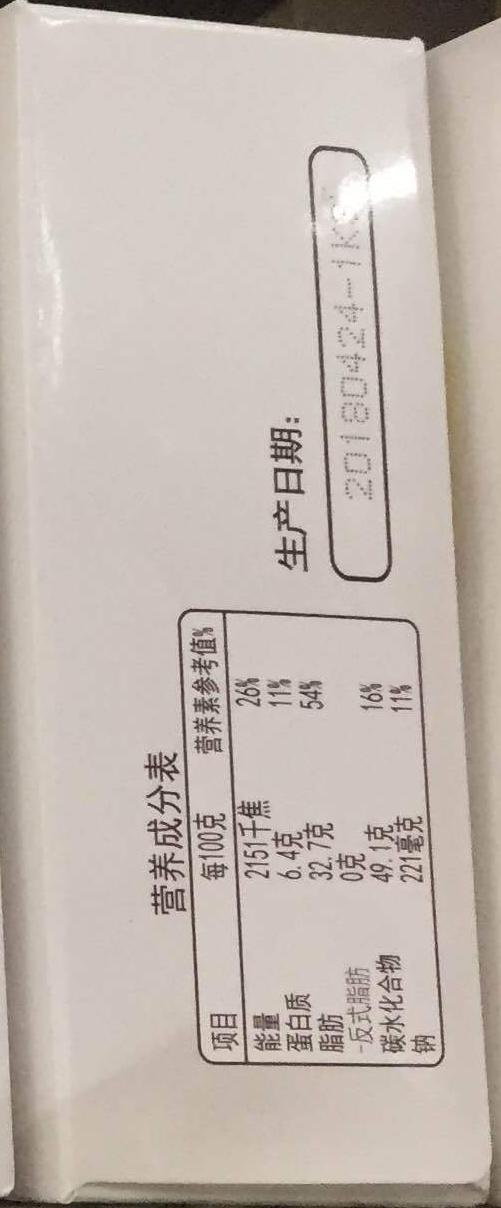 营养成分表
项目 每100克 营养素参考值%
能量 2151千焦 26%
蛋白质 6.4克 11%
脂肪 32.7克 54%
-反式脂肪 0克
碳水化合物 49.1克 16%
钠 221毫克 11%
生产日期:
20180424-1K